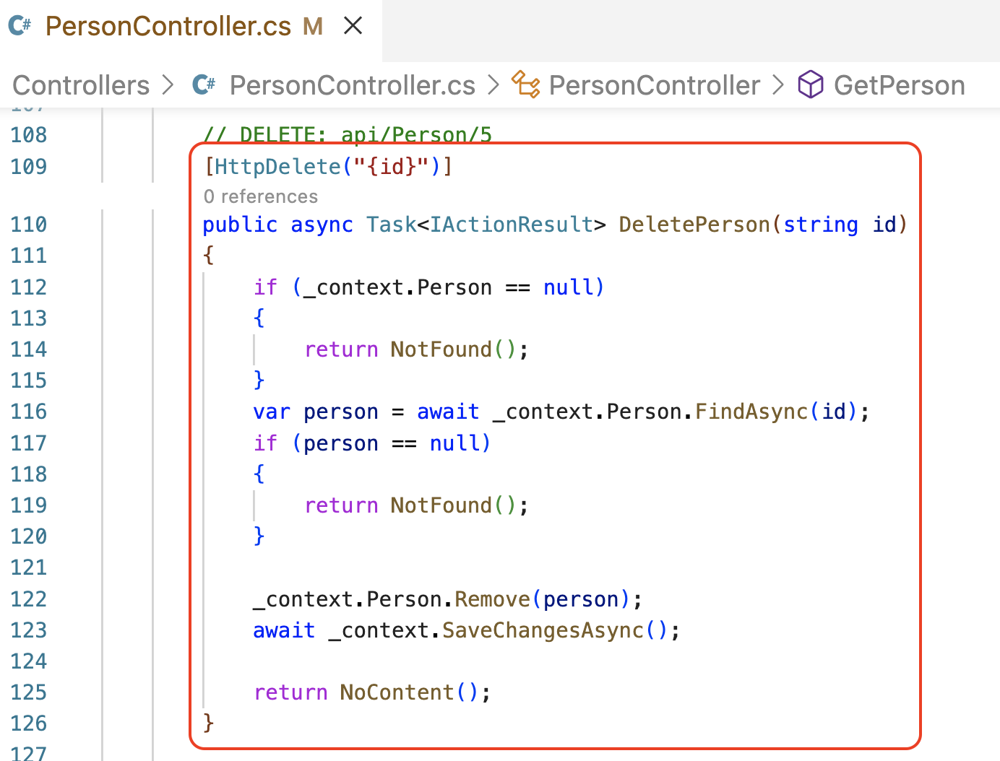 C# PersonController.cs M
Controllers > C# PersonController.cs > PersonController > GetPerson
107
108 // DELETE: api/Person/5
109 [HttpDelete("{id}")]
0 references
110 public async Task<IActionResult> DeletePerson(string id)
111 {
112 if (_context.Person == null)
113 {
114 return NotFound();
115 }
116 var person = await _context.Person.FindAsync(id);
117 if (person == null)
118 {
119 return NotFound();
120 }
121
122 _context.Person.Remove(person);
123 await _context.SaveChangesAsync();
124
125 return NoContent();
126 }
127